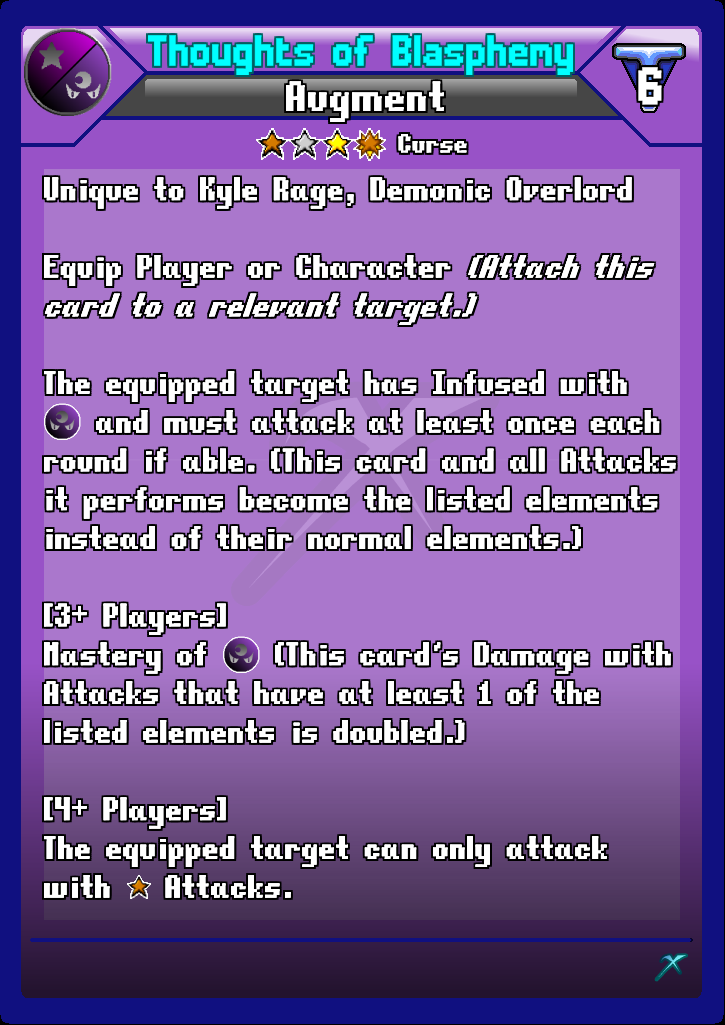 Thoughts of Blasphemy
6
Augment
Curse
Unique to Kyle Rage, Demonic Overlord
Equip Player or Character (Attach this
card to a relevant target.)
The equipped target has Infused with
and must attack at least once each
round if able. (This card and all Attacks
it performs become the listed elements
instead of their normal elements.)
[3+ Players]
Mastery of (This card's Damage with
Attacks that have at least 1 of the
listed elements is doubled.)
[4+ Players]
The equipped target can only attack
with Attacks.